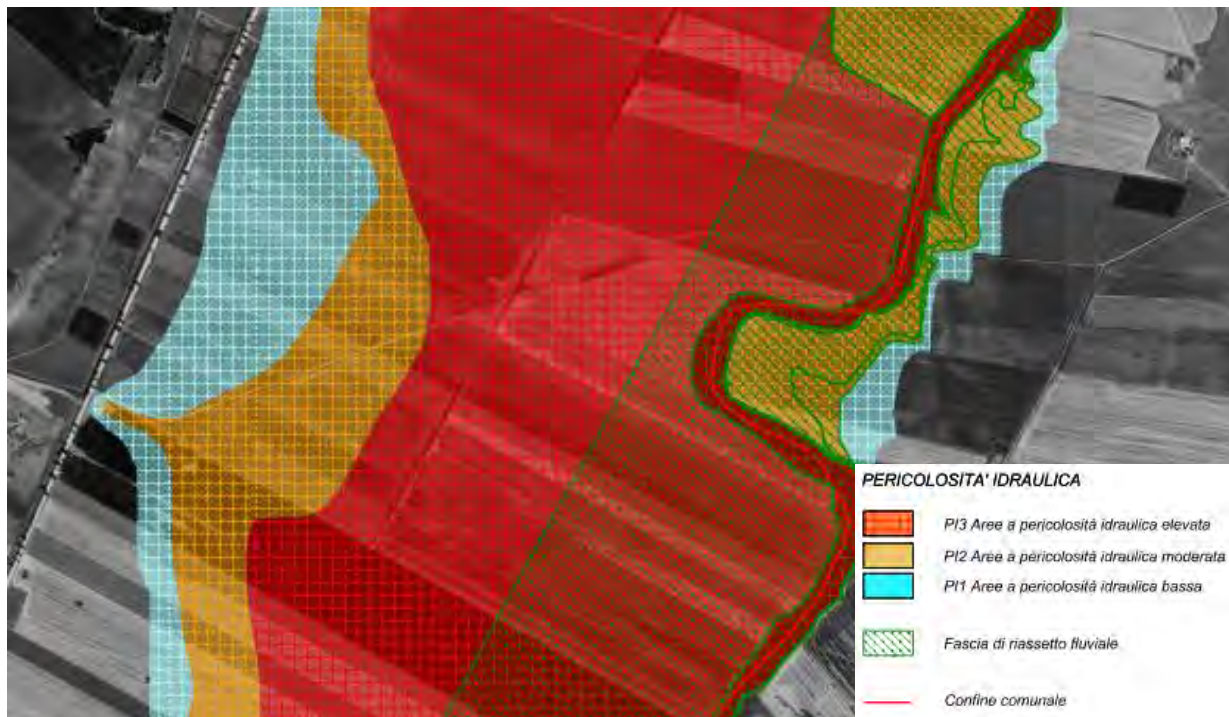 PERICOLOSITA' IDRAULICA
PI3 Aree a pericolosità idraulica elevata
PI2 Aree a pericolosità idraulica moderata
PI1 Aree a pericolosità idraulica bassa
Fascia di riassetto fluviale
Confine comunale